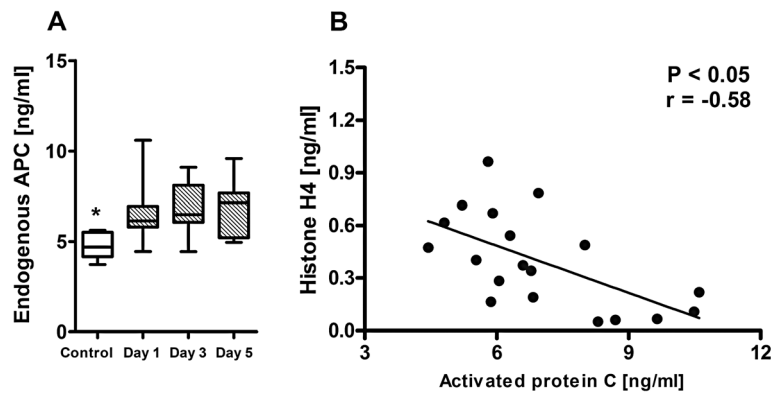 A
Endogenous APC [ng/ml]
15
10
5
0
*
Control Day 1 Day 3 Day 5
B
Histone H4 [ng/ml]
1.5
1.2
0.9
0.6
0.3
0.0
P < 0.05
r = -0.58
3 6 9 12
Activated protein C [ng/ml]